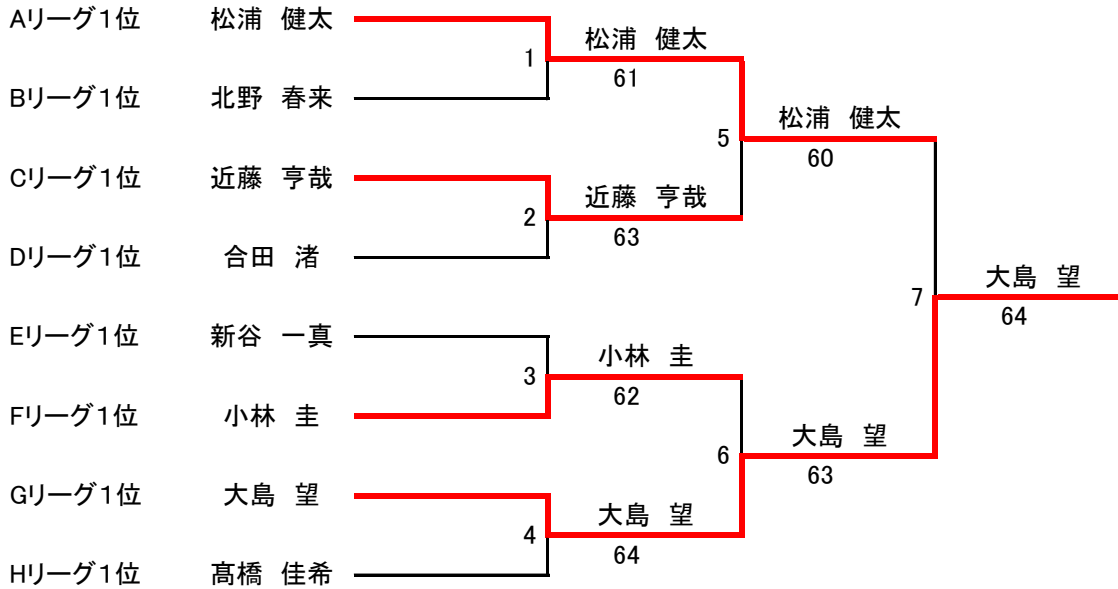 Aリーグ1位 松浦 健太
1
松浦 健太
61
Bリーグ1位 北野 春来
5
松浦 健太
60
Cリーグ1位 近藤 亨哉
2
近藤 亨哉
63
Dリーグ1位 合田 渚
7
大島 望
64
Eリーグ1位 新谷 一真
3
小林 圭
62
Fリーグ1位 小林 圭
6
大島 望
63
Gリーグ1位 大島 望
4
大島 望
64
Hリーグ1位 髙橋 佳希